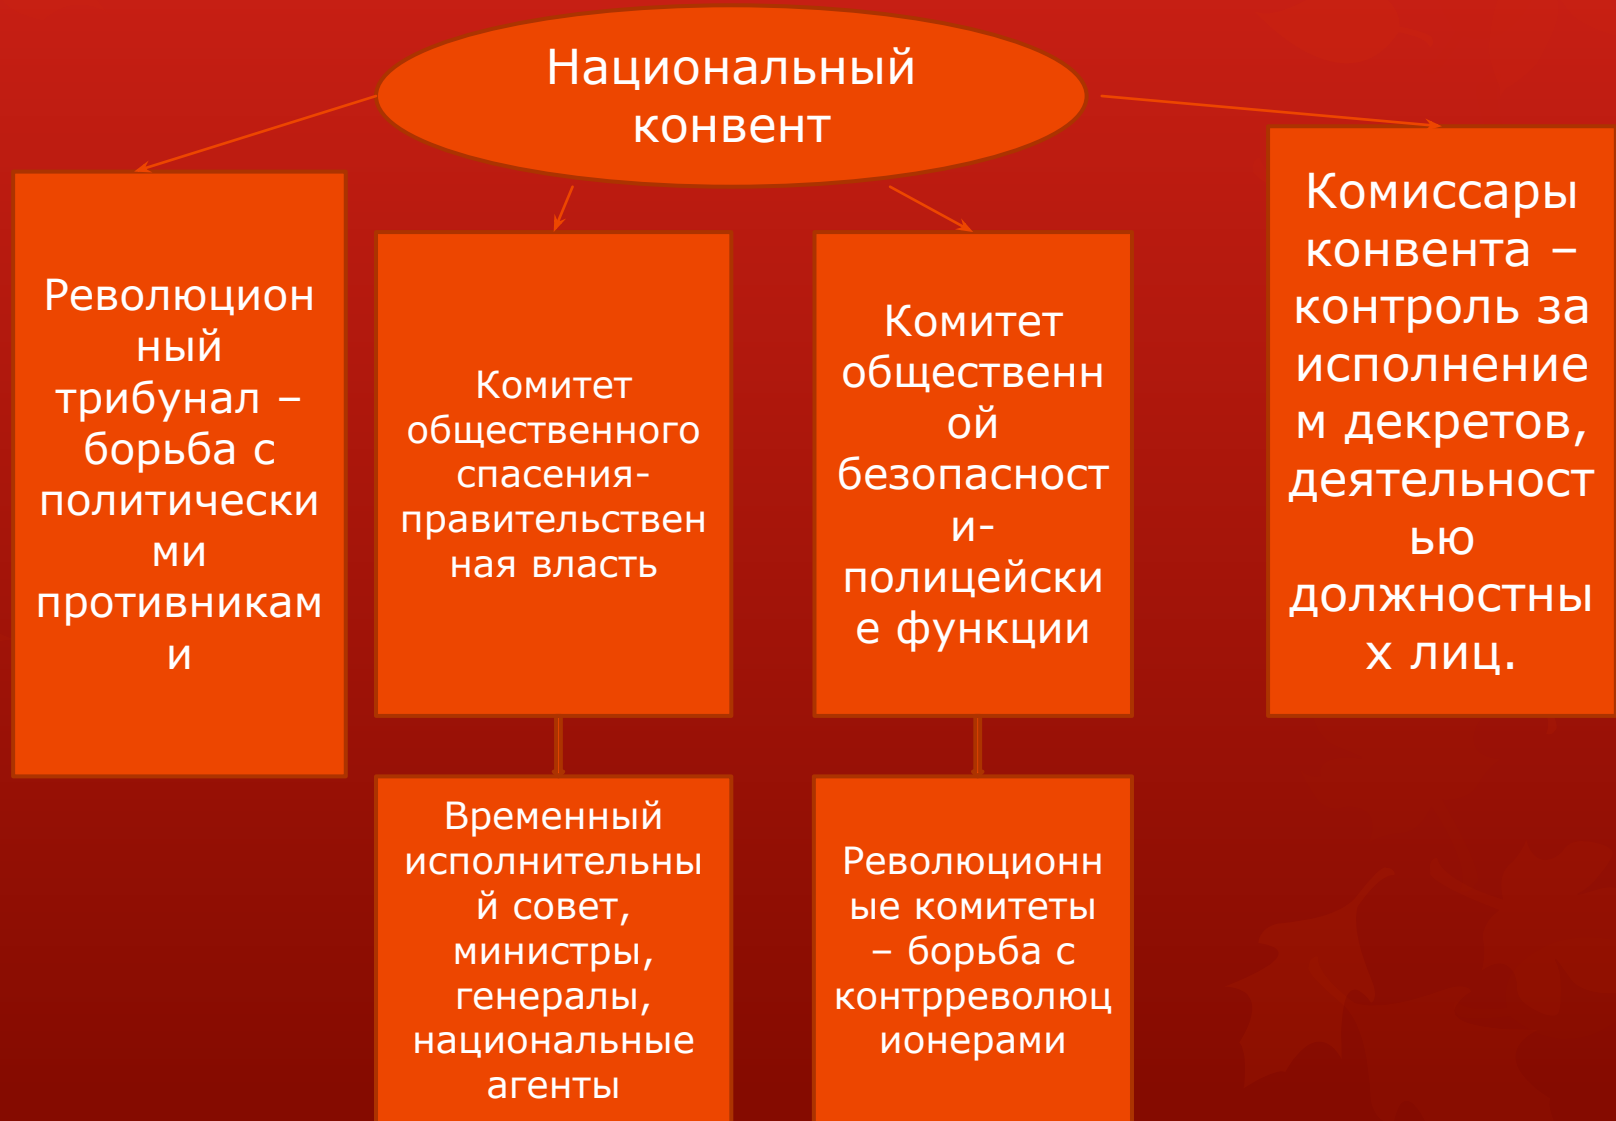 Национальный
конвент
Революцион
ный
трибунал –
борьба с
политически
ми
противникам
и
Комитет
общественного
спасения-
правительствен
ная власть
Комитет
общественн
ой
безопасност
и-
полицейски
е функции
Комиссары
конвента –
контроль за
исполнение
м декретов,
деятельност
ью
должностны
х лиц.
Временный
исполнительны
й совет,
министры,
генералы,
национальные
агенты
Революционн
ые комитеты
– борьба с
контрреволюц
ионерами